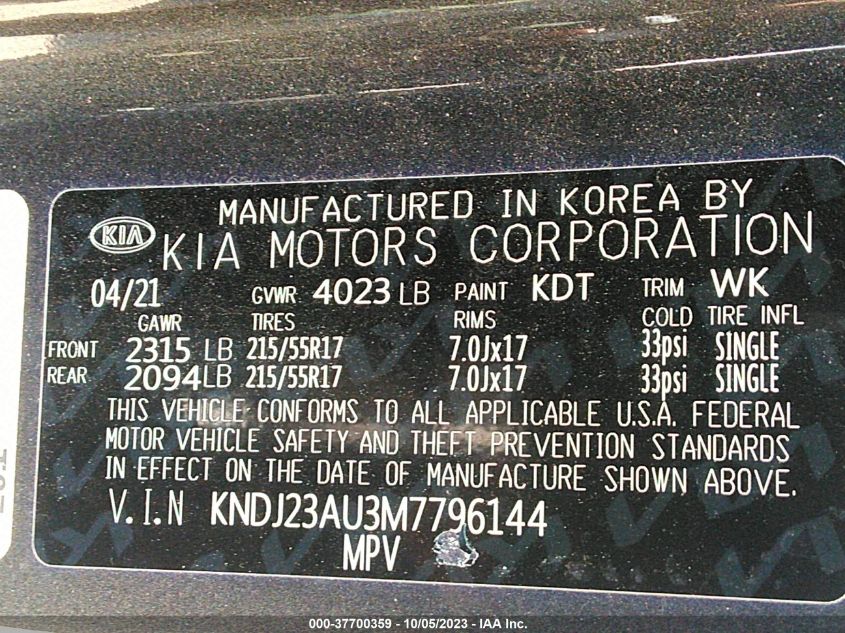 MANUFACTURED IN KOREA BY
KIA KIA MOTORS CORPORATION
04/21 GVWR 4023 LB PAINT KDT TRIM WK
GAWR TIRES RIMS COLD TIRE INFL
FRONT 2315 LB 215/55R17 7.0Jx17 33psi SINGLE
REAR 2094 LB 215/55R17 7.0Jx17 33psi SINGLE
THIS VEHICLE CONFORMS TO ALL APPLICABLE U.S.A. FEDERAL
MOTOR VEHICLE SAFETY AND THEFT PREVENTION STANDARDS
IN EFFECT ON THE DATE OF MANUFACTURE SHOWN ABOVE.
V.I.N KNDJ23AU3M7796144
MPV
000-37700359 - 10/05/2023 - IAA Inc.